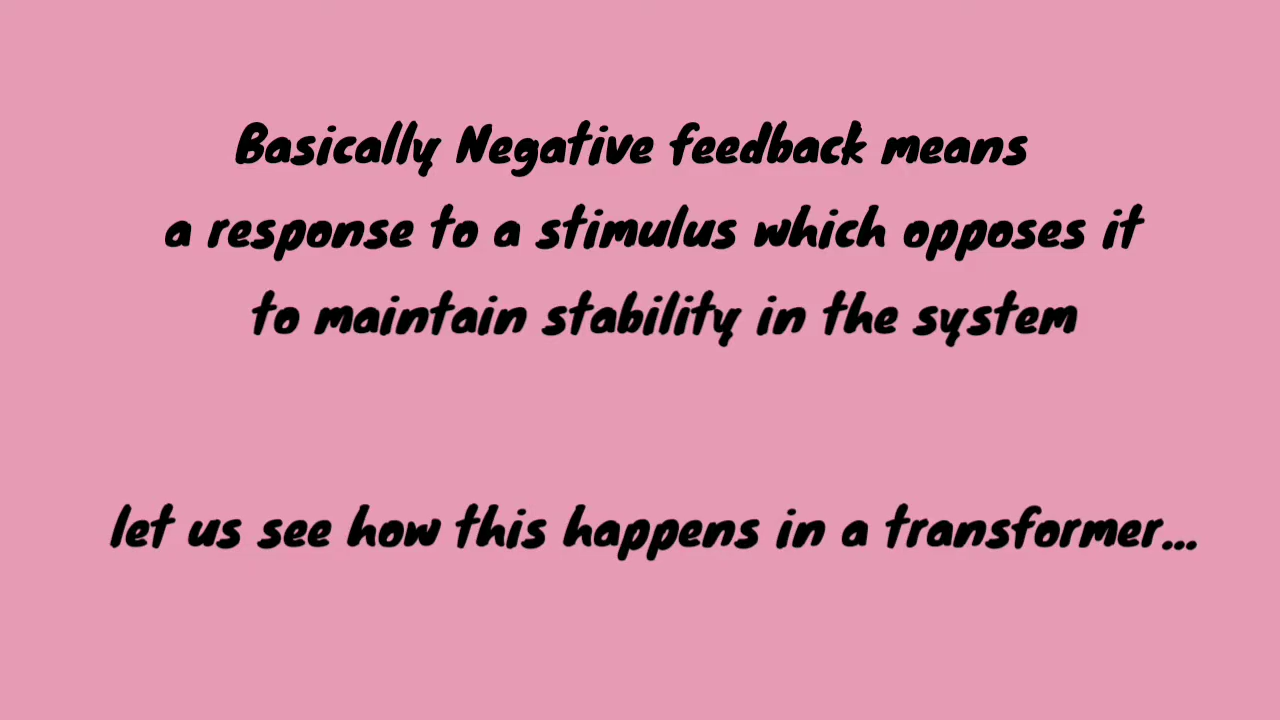 Basically Negative feedback means
a response to a stimulus which opposes it
to maintain stability in the system
let us see how this happens in a transformer...